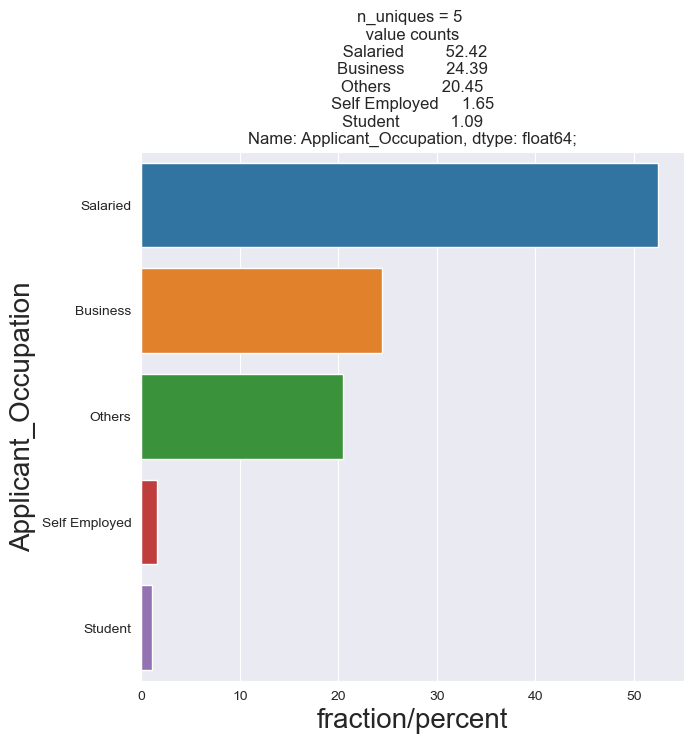 n_uniques = 5
value counts
Salaried 52.42
Business 24.39
Others 20.45
Self Employed 1.65
Student 1.09
Name: Applicant_Occupation, dtype: float64;
Applicant_Occupation
Salaried
Business
Others
Self Employed
Student
0 10 20 30 40 50
fraction/percent